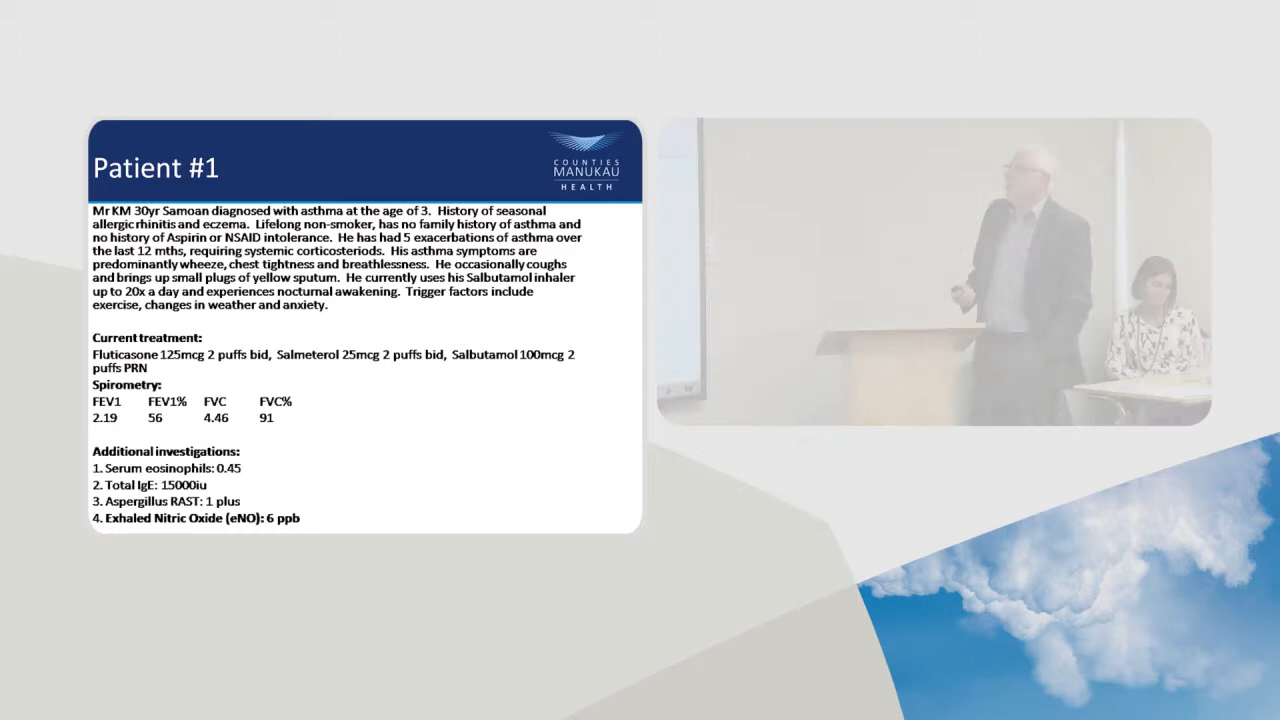 Patient #1
COUNTIES
MANUKAU
HEALTH
Mr KM 30yr Samoan diagnosed with asthma at the age of 3. History of seasonal
allergic rhinitis and eczema. Lifelong non-smoker, has no family history of asthma and
no history of Aspirin or NSAID intolerance. He has had 5 exacerbations of asthma over
the last 12 mths, requiring systemic corticosteriods. His asthma symptoms are
predominantly wheeze, chest tightness and breathlessness. He occasionally coughs
and brings up small plugs of yellow sputum. He currently uses his Salbutamol inhaler
up to 20x a day and experiences nocturnal awakening. Trigger factors include
exercise, changes in weather and anxiety.
Current treatment:
Fluticasone 125mcg 2 puffs bid, Salmeterol 25mcg 2 puffs bid, Salbutamol 100mcg 2
puffs PRN
Spirometry:
FEV1 FEV1% FVC FVC%
2.19 56 4.46 91
Additional investigations:
1. Serum eosinophils: 0.45
2. Total IgE: 15000iu
3. Aspergillus RAST: 1 plus
4. Exhaled Nitric Oxide (eNO): 6 ppb